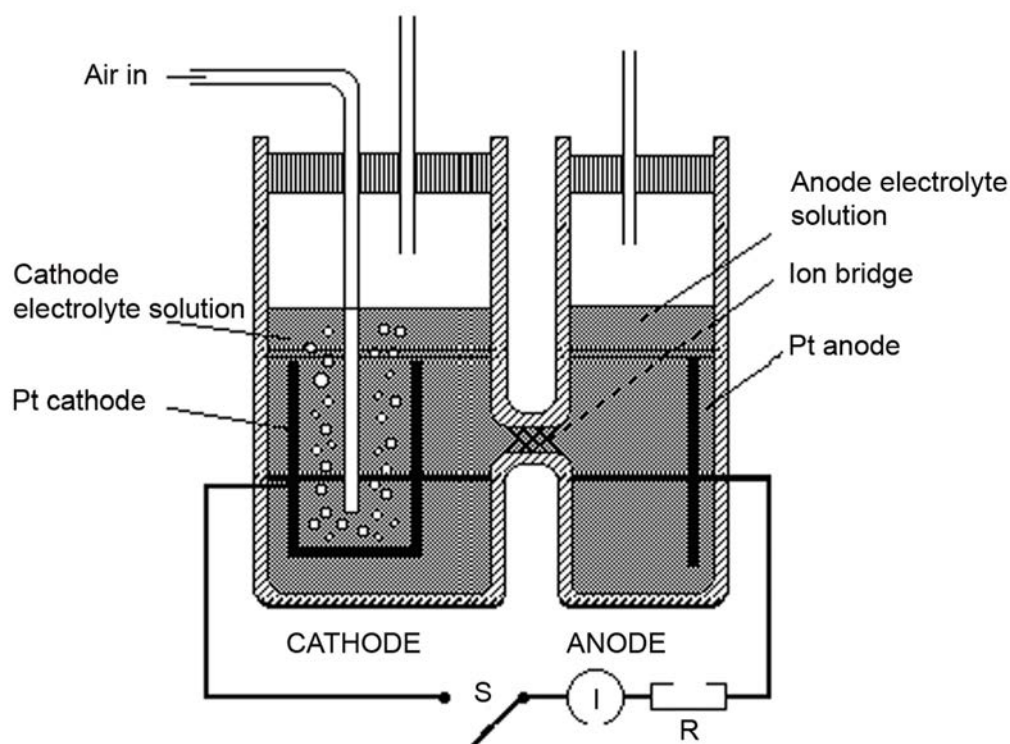 Air in
Anode electrolyte
solution
Cathode
electrolyte solution
Ion bridge
Pt anode
Pt cathode
CATHODE
ANODE
S
I
R